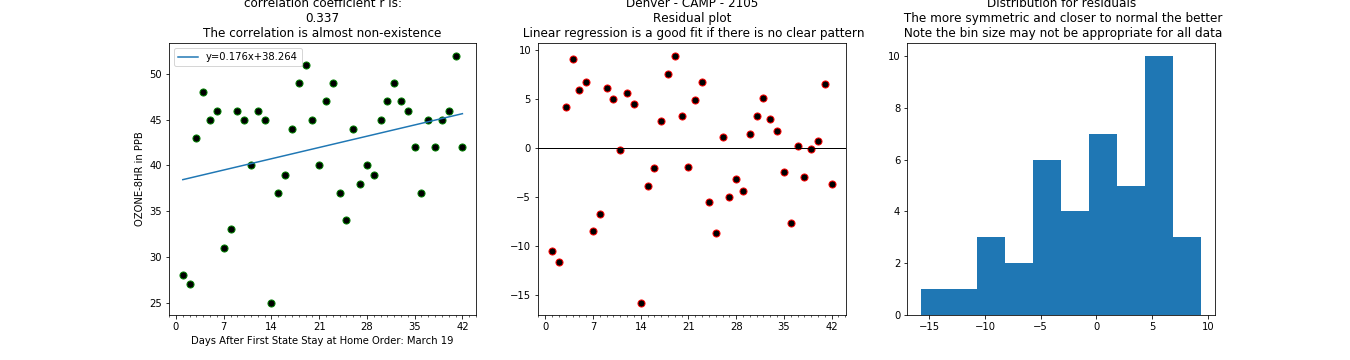 correlation coefficient r is:
0.337
The correlation is almost non-existence
y=0.176x+38.264
50
45
40
35
30
25
OZONE-8HR in PPB
0 7 14 21 28 35 42
Days After First State Stay at Home Order: March 19
Denver - CAMP - 2105
Residual plot
Linear regression is a good fit if there is no clear pattern
10
5
0
−5
−10
−15
0 7 14 21 28 35 42
Distribution for residuals
The more symmetric and closer to normal the better
Note the bin size may not be appropriate for all data
10
8
6
4
2
0
−15 −10 −5 0 5 10